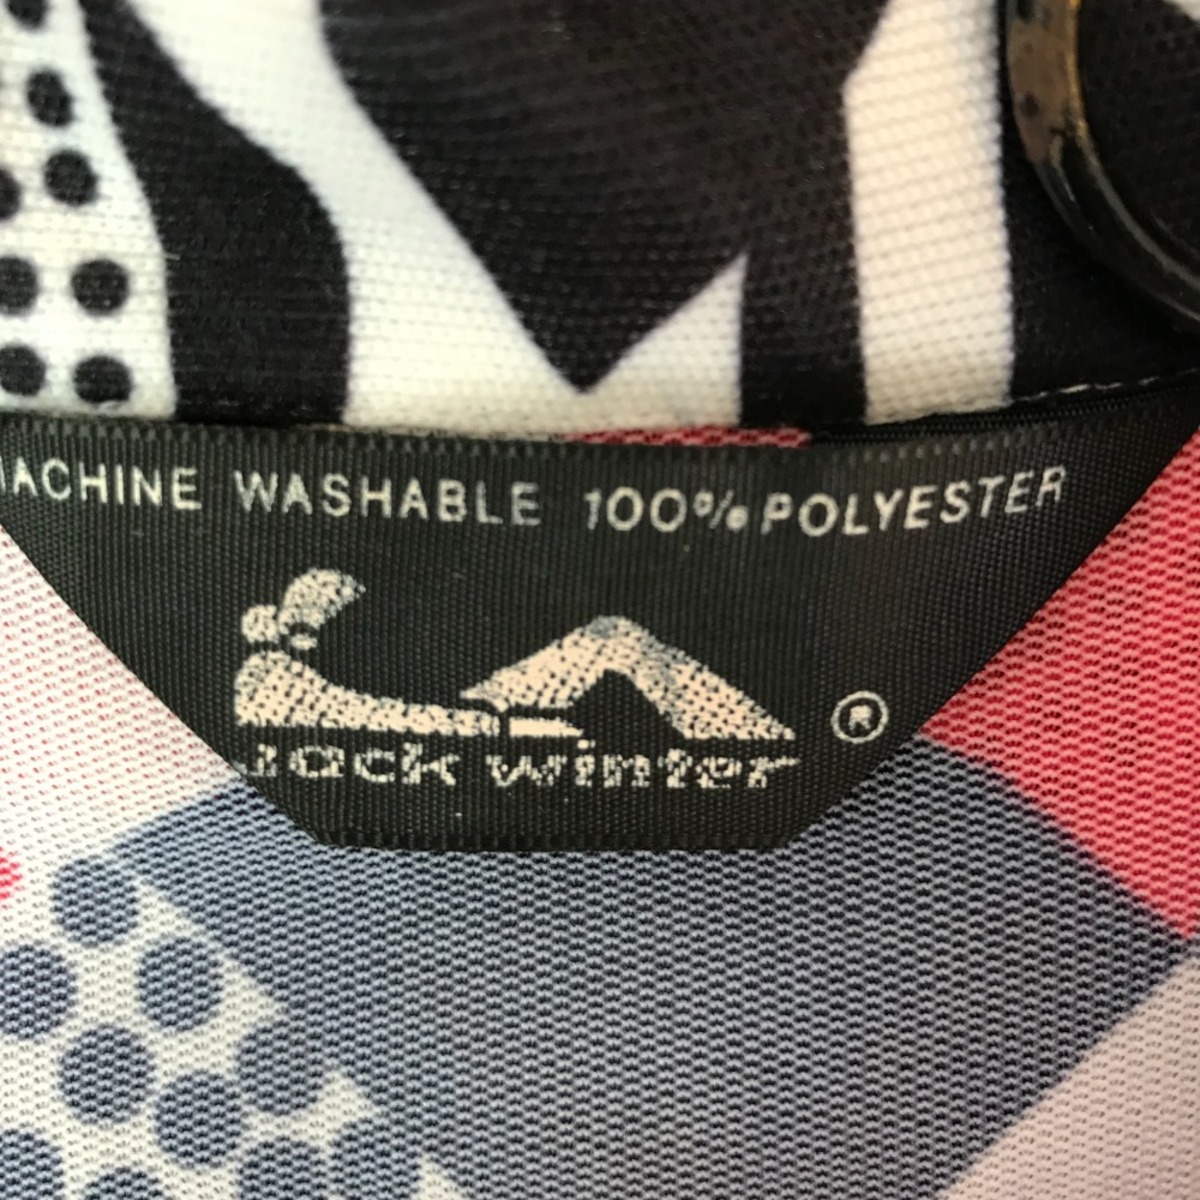 MACHINE WASHABLE 100% POLYESTER
®
jack winter